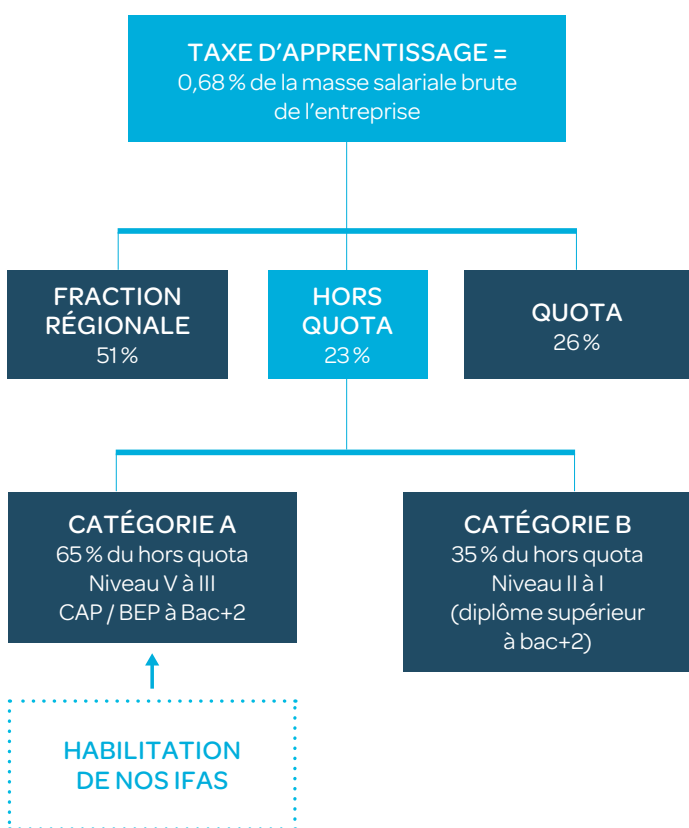 TAXE D'APPRENTISSAGE =
0,68 % de la masse salariale brute
de l'entreprise
FRACTION
RÉGIONALE
51 %
HORS
QUOTA
23 %
QUOTA
26 %
CATÉGORIE A
65 % du hors quota
Niveau V à III
CAP / BEP à Bac+2
CATÉGORIE B
35 % du hors quota
Niveau II à I
(diplôme supérieur
à bac+2)
HABILITATION
DE NOS IFAS